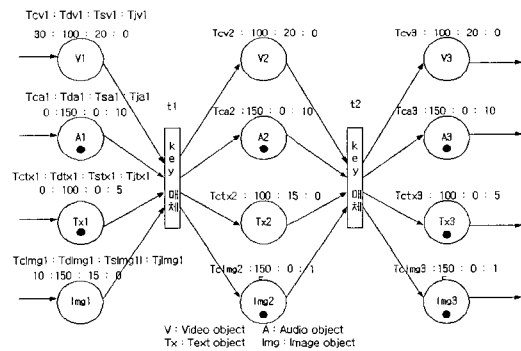 Tcv1 : Tdv1 : Tsv1 : Tjv1
30 : 100 : 20 : 0
V1
Tca1 : Tda1 : Tsa1 : Tja1
0 : 150 : 0 : 10
A1
Tctx1 : Tdtx1 : Tstx1 : Tjtx1
0 : 100 : 0 : 5
Tx1
TcImg1 : TdImg1 : TsImg1l : TjImg1
10 : 150 : 15 : 0
Img1
t1
key 매체
Tcv2 : 100 : 20 : 0
V2
Tca2 : 150 : 0 : 10
A2
Tctx2 : 100 : 15 : 0
Tx2
TcImg2 : 150 : 0 : 1
Img2
t2
key 매체
Tcv3 : 100 : 20 : 0
V3
Tca3 : 150 : 0 : 10
A3
Tctx3 : 100 : 0 : 5
Tx3
TcImg3 : 150 : 0 : 1
Img3
V : Video object A : Audio object
Tx : Text object Img : Image object